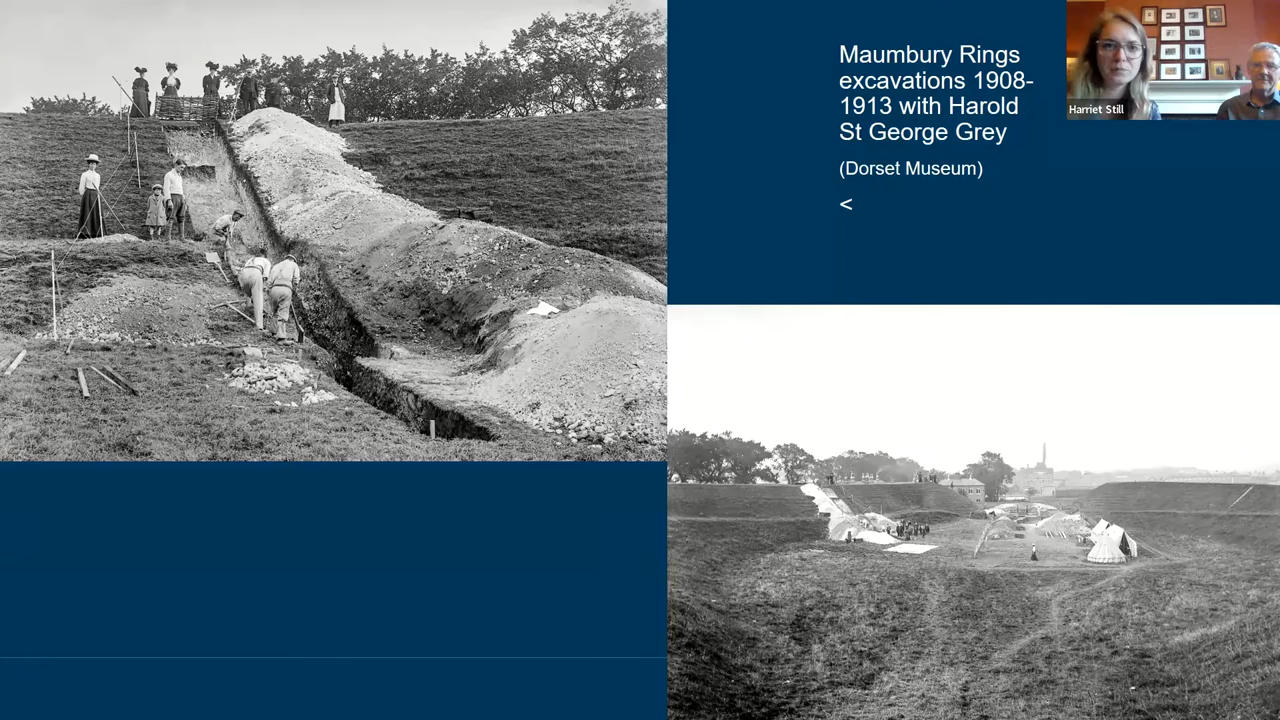 Maumbury Rings
excavations 1908-
1913 with Harold
St George Grey
(Dorset Museum)
<
Harriet Still